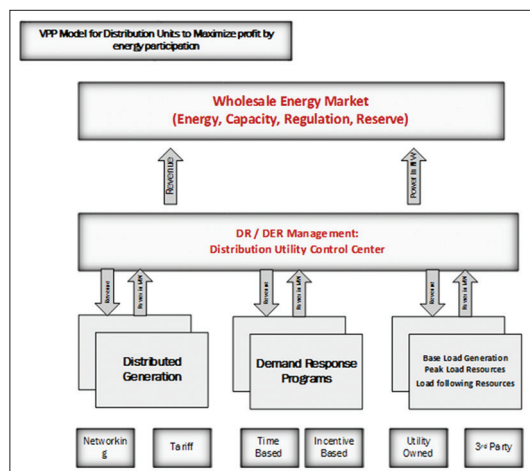 VPP Model for Distribution Units to Maximize profit by
energy participation
Wholesale Energy Market
(Energy, Capacity, Regulation, Reserve)
Revenue
Power in MW
DR / DER Management:
Distribution Utility Control Center
Revenue
Power in MW
Revenue
Power in MW
Revenue
Power in MW
Distributed
Generation
Demand Response
Programs
Base Load Generation
Peak Load Resources
Load following Resources
Networkin
g
Tariff
Time
Based
Incentive
Based
Utility
Owned
3rd Party